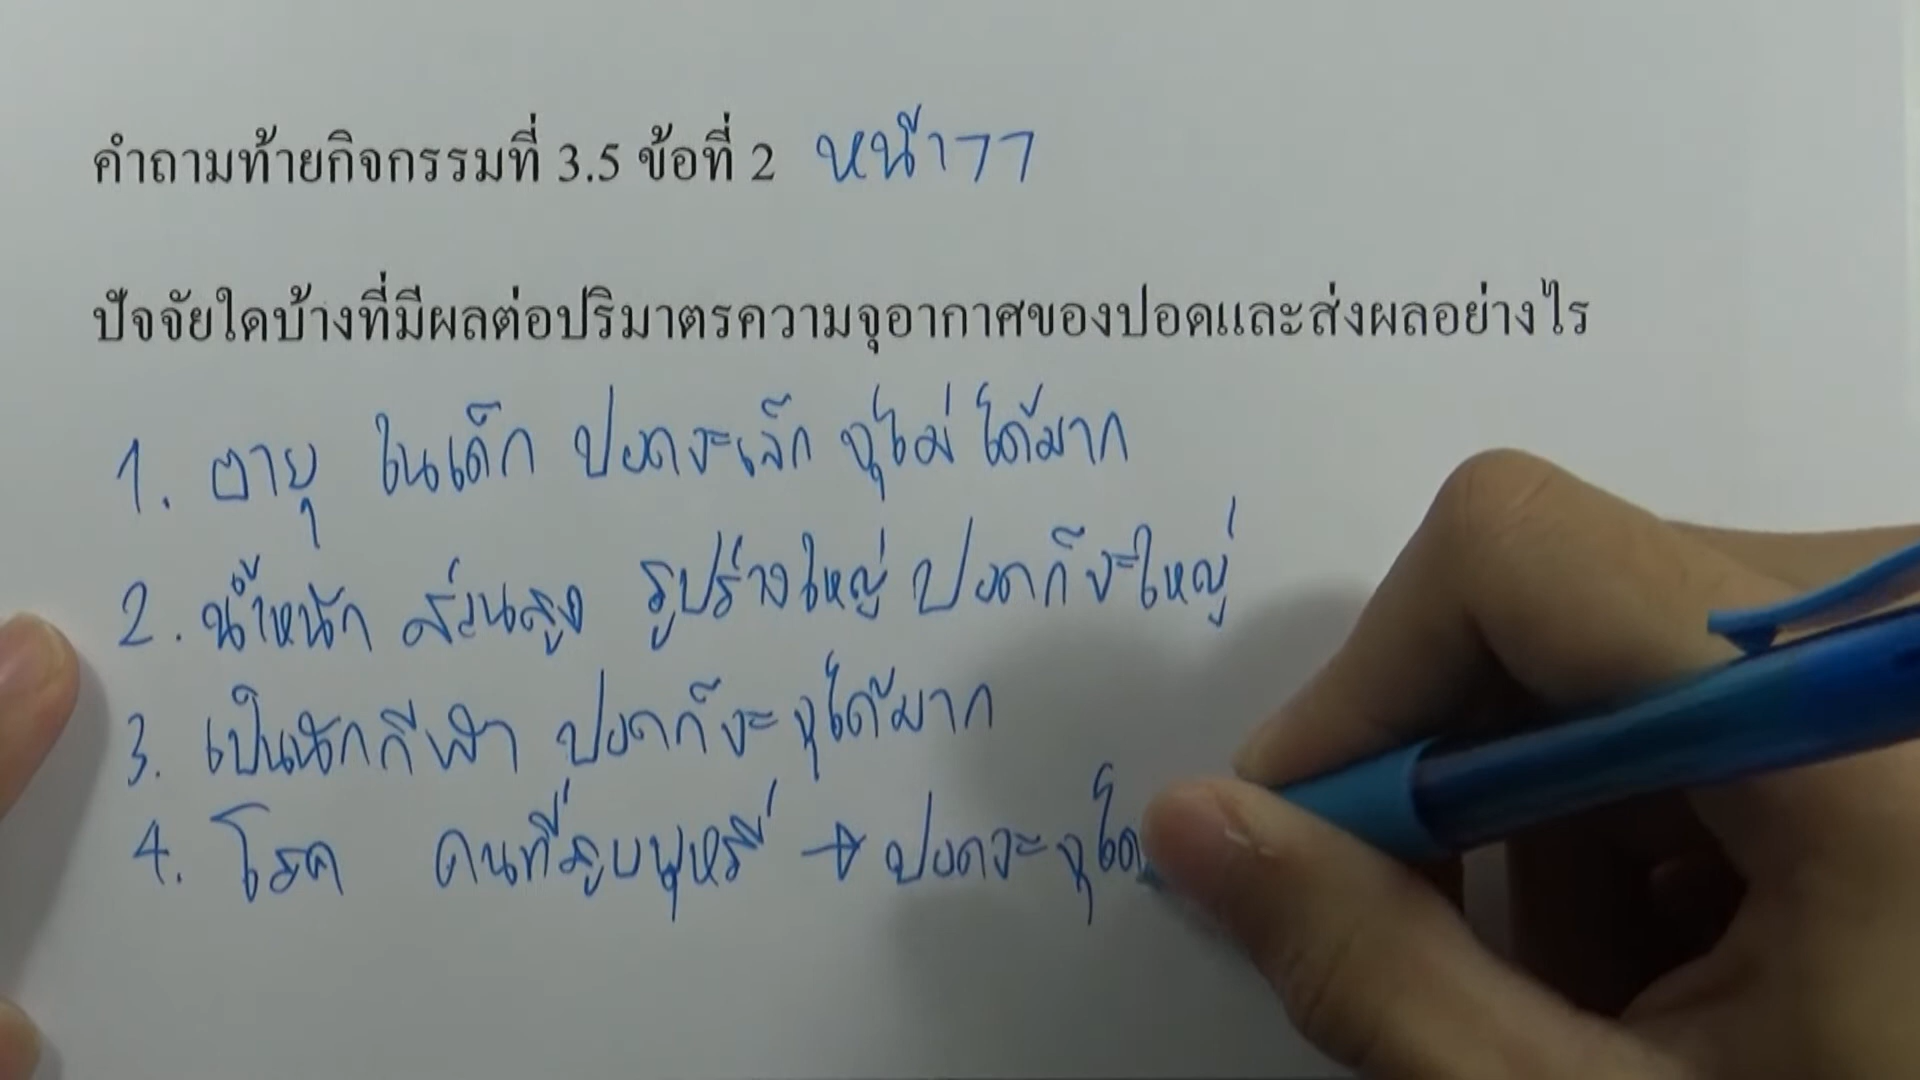 คำถามท้ายกิจกรรมที่ 3.5 ข้อที่ 2 หน้า 77
ปัจจัยใดบ้างที่มีผลต่อปริมาตรความจุอากาศของปอดและส่งผลอย่างไร
1. อายุ ในเด็ก ปอดจะเล็ก จุไม่ได้มาก
2. น้ำหนัก ส่วนสูง รูปร่างใหญ่ ปอดก็จะใหญ่
3. เป็นนักกีฬา ปอดก็จะจุได้มาก
4. โรค คนที่สูบบุหรี่ → ปอดจะจุได